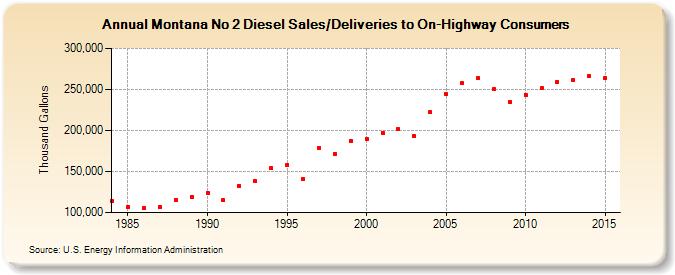 Annual Montana No 2 Diesel Sales/Deliveries to On-Highway Consumers
Thousand Gallons
300,000
250,000
200,000
150,000
100,000
1985 1990 1995 2000 2005 2010 2015
Source: U.S. Energy Information Administration